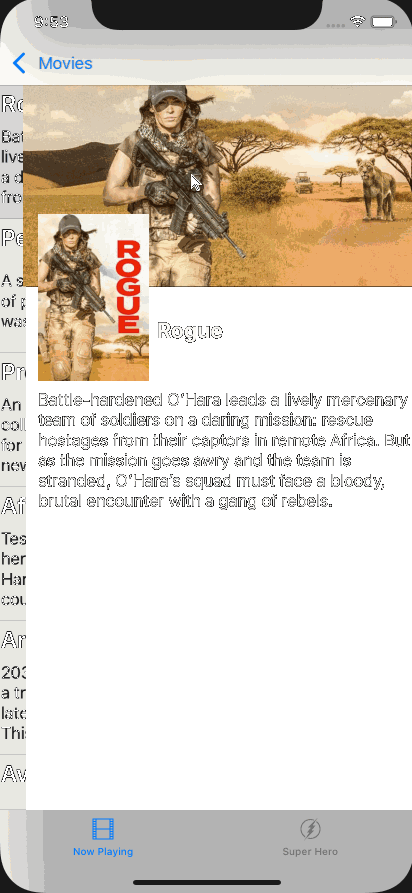 9:53
Movies
Ro
Bat
live
a d
fro
Pe
A s
of p
was
Pr
An
coll
for
nev
Af
Tes
her
Har
cou
Ar
203
a tr
late
This
Av
ROGUE
Rogue
Battle-hardened O'Hara leads a lively mercenary
team of soldiers on a daring mission: rescue
hostages from their captors in remote Africa. But
as the mission goes awry and the team is
stranded, O'Hara's squad must face a bloody,
brutal encounter with a gang of rebels.
Now Playing
Super Hero